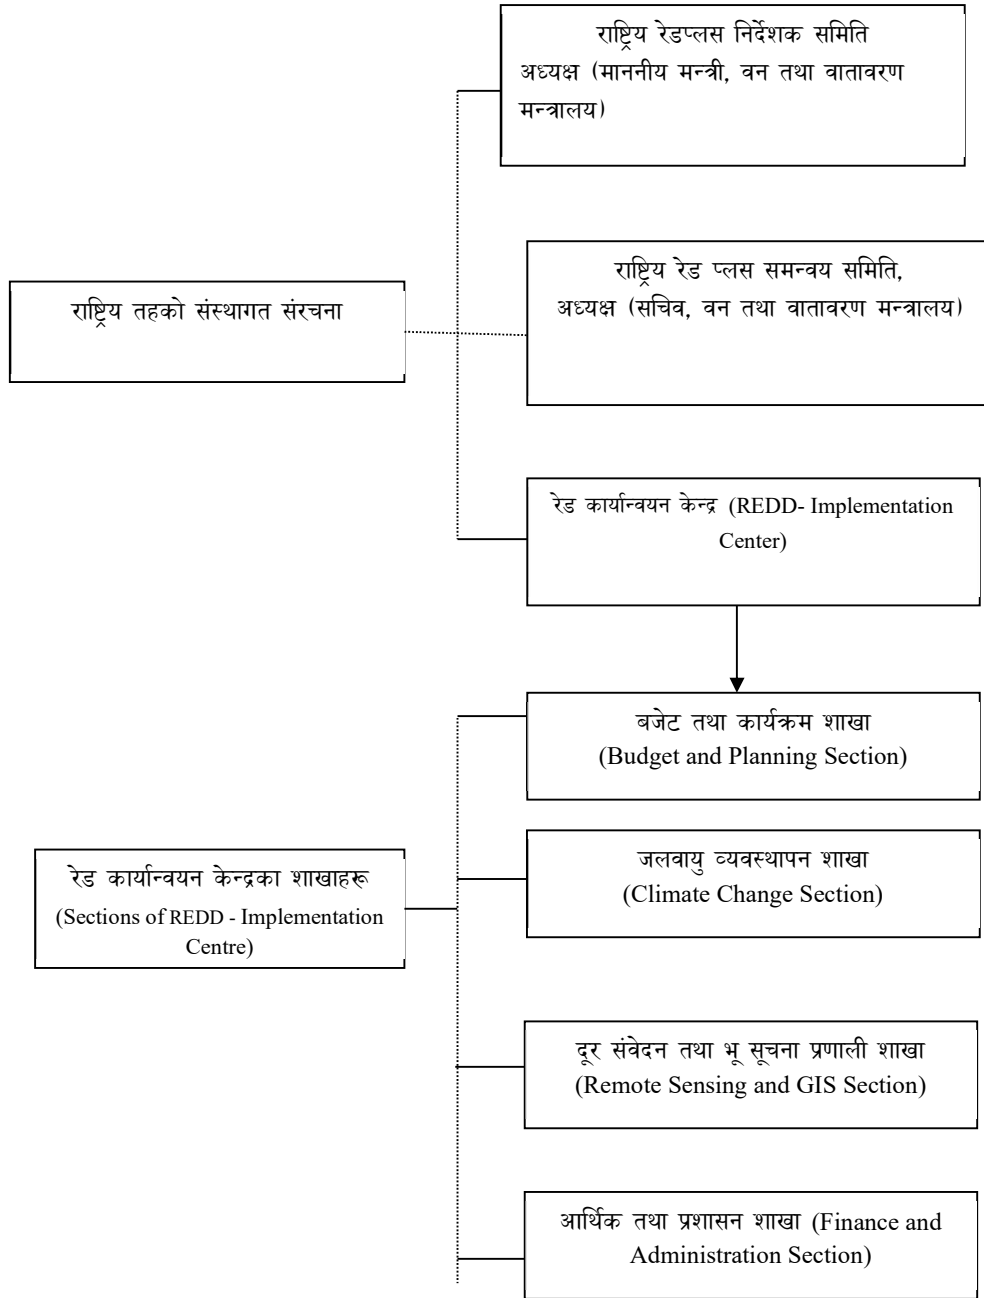 राष्ट्रिय रेडप्लस निर्देशक समिति
अध्यक्ष (माननीय मन्त्री, वन तथा वातावरण
मन्त्रालय)
राष्ट्रिय तहको संस्थागत संरचना
राष्ट्रिय रेड प्लस समन्वय समिति,
अध्यक्ष (सचिव, वन तथा वातावरण मन्त्रालय)
रेड कार्यान्वयन केन्द्र (REDD- Implementation
Center)
बजेट तथा कार्यक्रम शाखा
(Budget and Planning Section)
रेड कार्यान्वयन केन्द्रका शाखाहरू
(Sections of REDD - Implementation
Centre)
जलवायु व्यवस्थापन शाखा
(Climate Change Section)
दूर संवेदन तथा भू सूचना प्रणाली शाखा
(Remote Sensing and GIS Section)
आर्थिक तथा प्रशासन शाखा (Finance and
Administration Section)